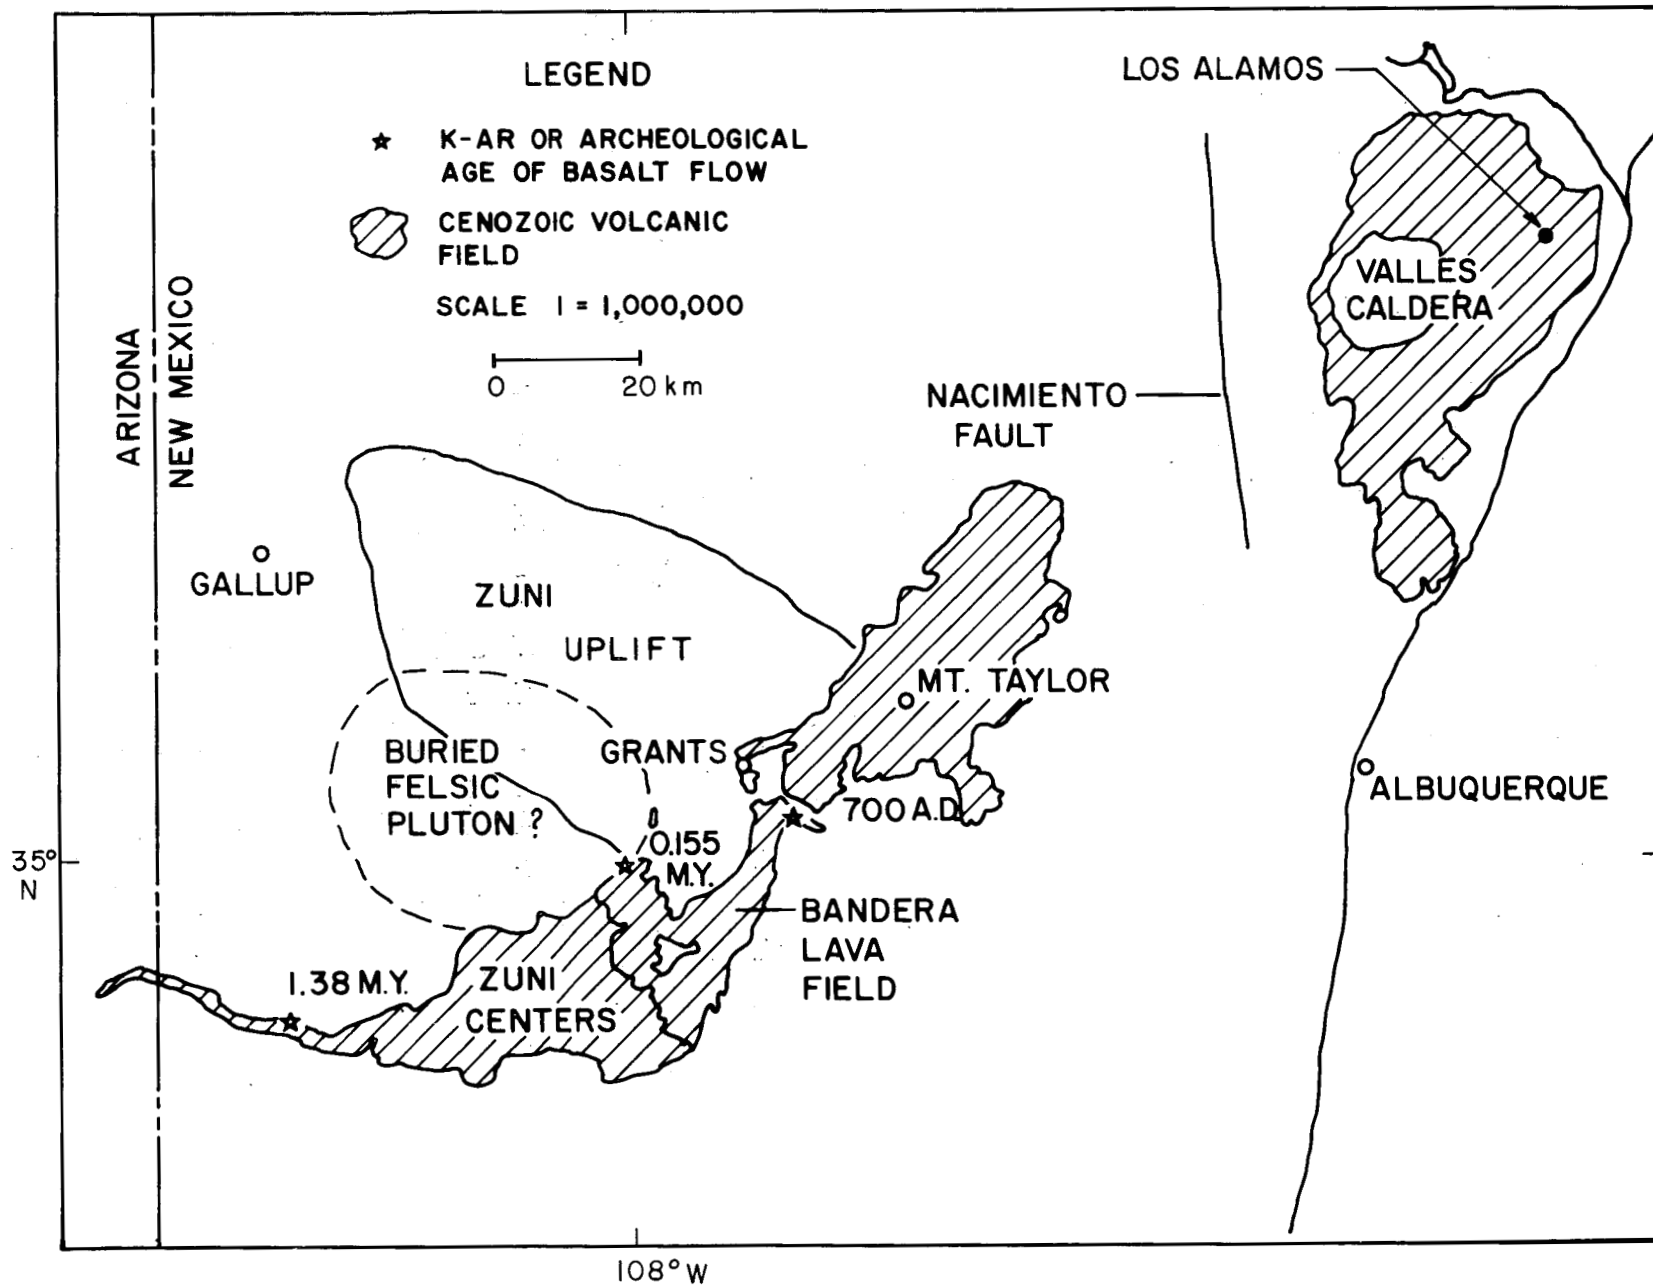 LEGEND
K-AR OR ARCHEOLOGICAL
AGE OF BASALT FLOW
CENOZOIC VOLCANIC
FIELD
SCALE 1 = 1,000,000
0 20 km
LOS ALAMOS
VALLES
CALDERA
ARIZONA
NEW MEXICO
NACIMIENTO
FAULT
GALLUP
ZUNI
UPLIFT
MT. TAYLOR
BURIED
FELSIC
PLUTON ?
GRANTS
700 A.D.
ALBUQUERQUE
35°
N
0.155
M.Y.
BANDERA
LAVA
FIELD
1.38 M.Y.
ZUNI
CENTERS
108° W